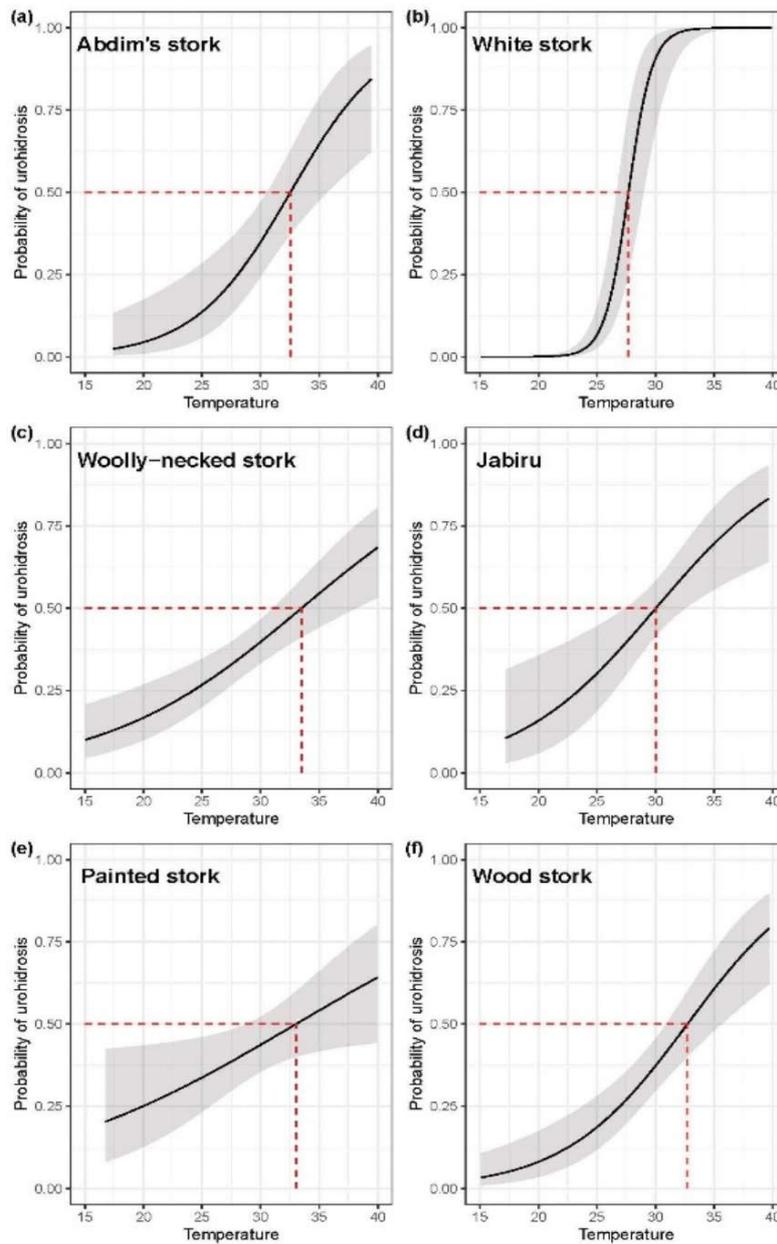 (a)
Abdim's stork
Probability of urohidrosis
1.00
0.75
0.50
0.25
0.00
15 20 25 30 35 40
Temperature
(b)
White stork
Probability of urohidrosis
1.00
0.75
0.50
0.25
0.00
15 20 25 30 35 40
Temperature
(c)
Woolly-necked stork
Probability of urohidrosis
1.00
0.75
0.50
0.25
0.00
15 20 25 30 35 40
Temperature
(d)
Jabiru
Probability of urohidrosis
1.00
0.75
0.50
0.25
0.00
15 20 25 30 35 40
Temperature
(e)
Painted stork
Probability of urohidrosis
1.00
0.75
0.50
0.25
0.00
15 20 25 30 35 40
Temperature
(f)
Wood stork
Probability of urohidrosis
1.00
0.75
0.50
0.25
0.00
15 20 25 30 35 40
Temperature